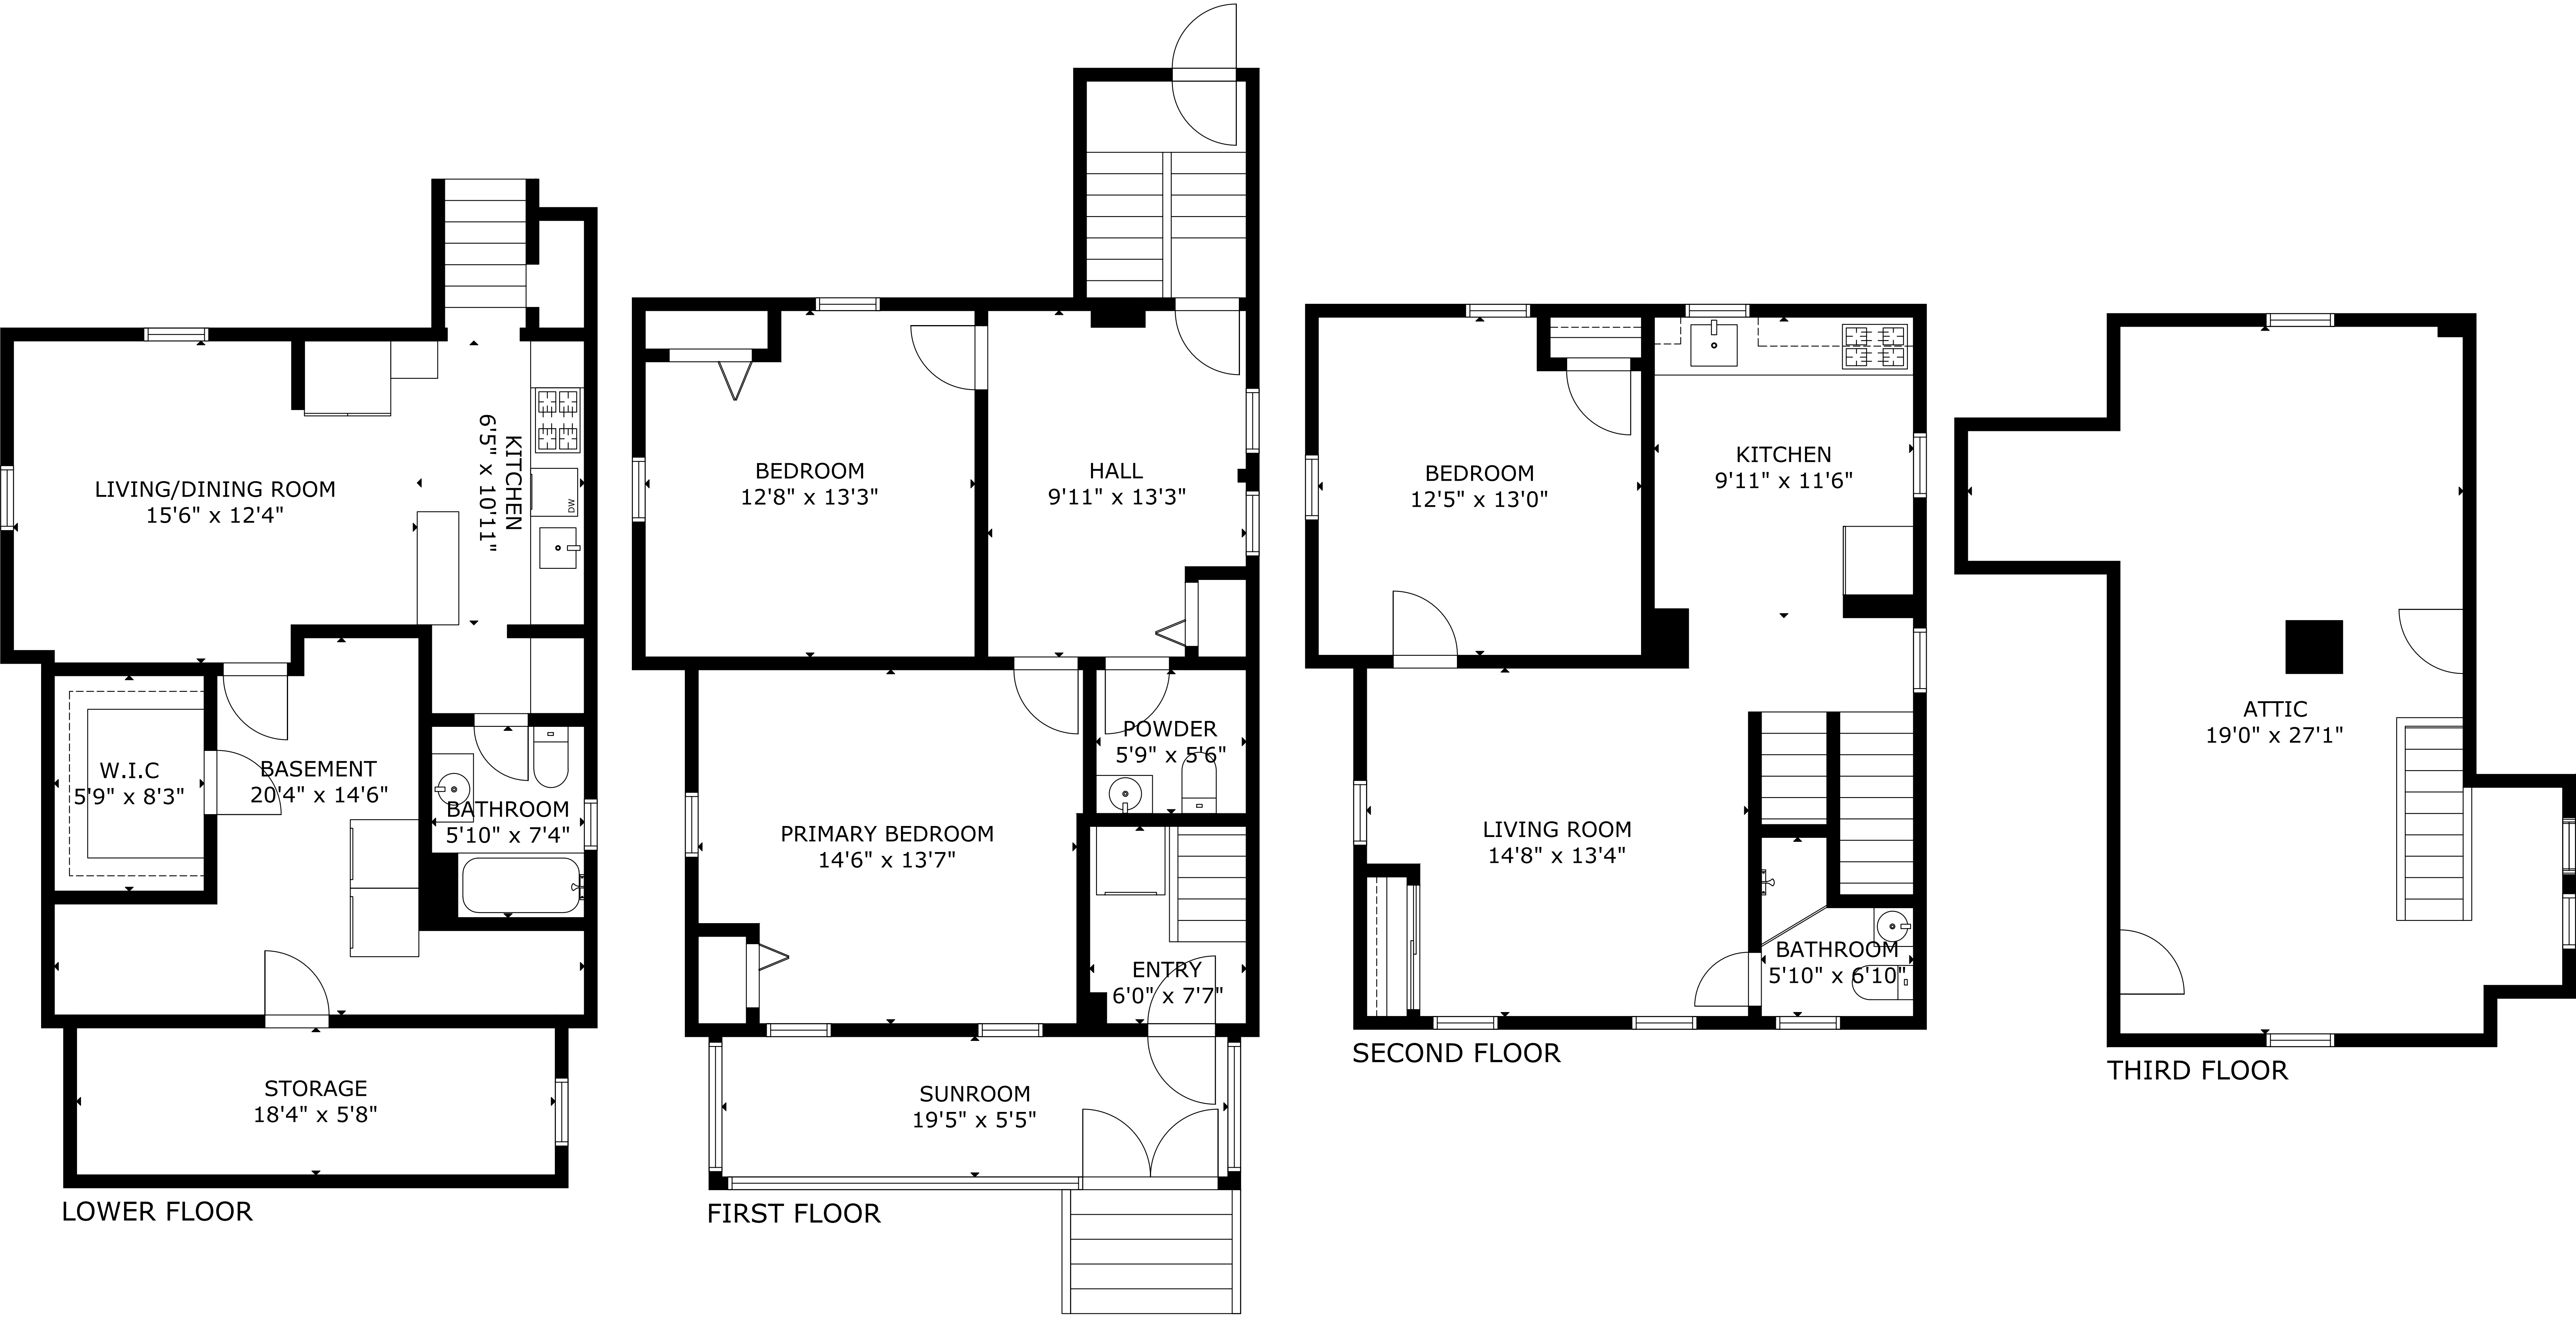 LIVING/DINING ROOM
15'6" x 12'4"
KITCHEN
6'5" x 10'11"
DW
W.I.C
5'9" x 8'3"
BASEMENT
20'4" x 14'6"
BATHROOM
5'10" x 7'4"
STORAGE
18'4" x 5'8"
LOWER FLOOR
BEDROOM
12'8" x 13'3"
HALL
9'11" x 13'3"
POWDER
5'9" x 5'6"
PRIMARY BEDROOM
14'6" x 13'7"
ENTRY
6'0" x 7'7"
SUNROOM
19'5" x 5'5"
FIRST FLOOR
BEDROOM
12'5" x 13'0"
KITCHEN
9'11" x 11'6"
LIVING ROOM
14'8" x 13'4"
BATHROOM
5'10" x 6'10"
SECOND FLOOR
ATTIC
19'0" x 27'1"
THIRD FLOOR